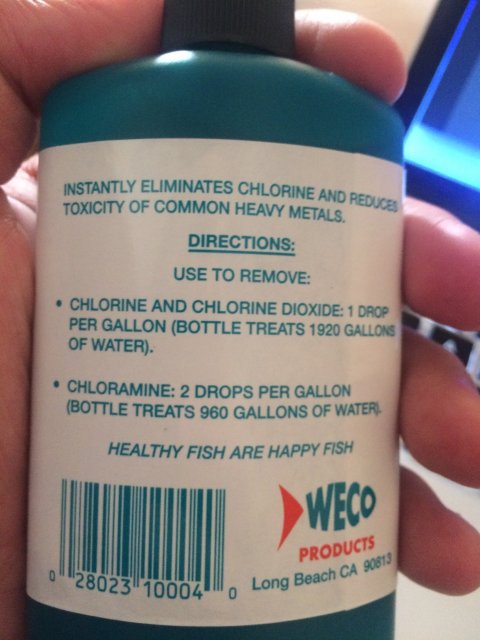 INSTANTLY ELIMINATES CHLORINE AND REDUCES
TOXICITY OF COMMON HEAVY METALS.
DIRECTIONS:
USE TO REMOVE:
• CHLORINE AND CHLORINE DIOXIDE: 1 DROP
PER GALLON (BOTTLE TREATS 1920 GALLONS
OF WATER).
• CHLORAMINE: 2 DROPS PER GALLON
(BOTTLE TREATS 960 GALLONS OF WATER).
HEALTHY FISH ARE HAPPY FISH
WECO
PRODUCTS
Long Beach CA 90813
0 28023 10004 0